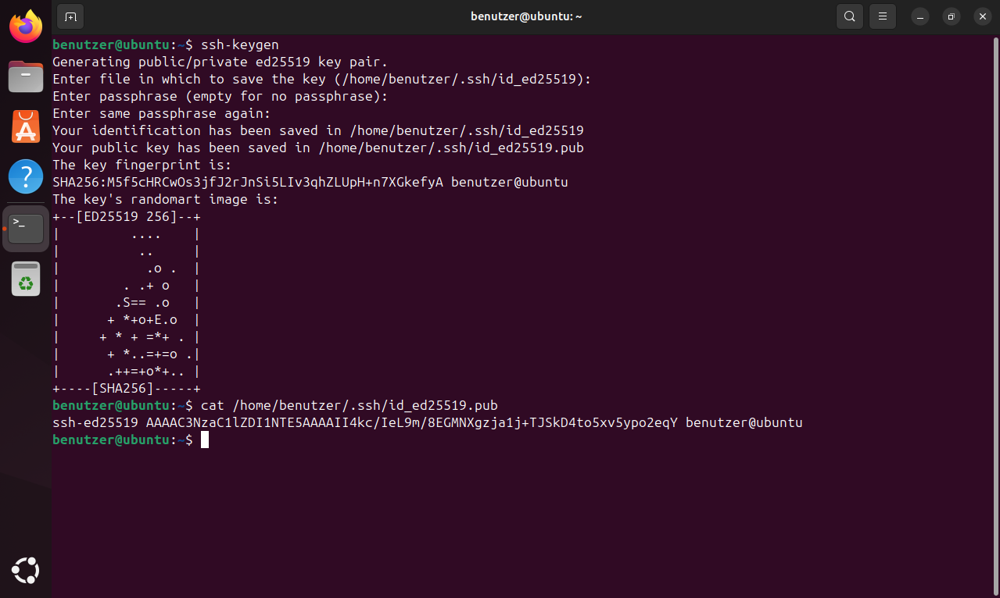 benutzer@ubuntu: ~
benutzer@ubuntu:~$ ssh-keygen
Generating public/private ed25519 key pair.
Enter file in which to save the key (/home/benutzer/.ssh/id_ed25519):
Enter passphrase (empty for no passphrase):
Enter same passphrase again:
Your identification has been saved in /home/benutzer/.ssh/id_ed25519
Your public key has been saved in /home/benutzer/.ssh/id_ed25519.pub
The key fingerprint is:
SHA256:M5f5cHRCwOs3jfJ2rJnSi5LIv3qhZLUpH+n7XGkefyA benutzer@ubuntu
The key's randomart image is:
+--[ED25519 256]--+
|         ....    |
|          ..     |
|           .o .  |
|        . .+ o   |
|       .S== .o   |
|      + *+o+E.o  |
|     + * + =*+ . |
|      + *..=+=o .|
|      .++=+o*+.. |
+----[SHA256]-----+
benutzer@ubuntu:~$ cat /home/benutzer/.ssh/id_ed25519.pub
ssh-ed25519 AAAAC3NzaC1lZDI1NTE5AAAAII4kc/IeL9m/8EGMNXgzja1j+TJSkD4to5xv5ypo2eqY benutzer@ubuntu
benutzer@ubuntu:~$